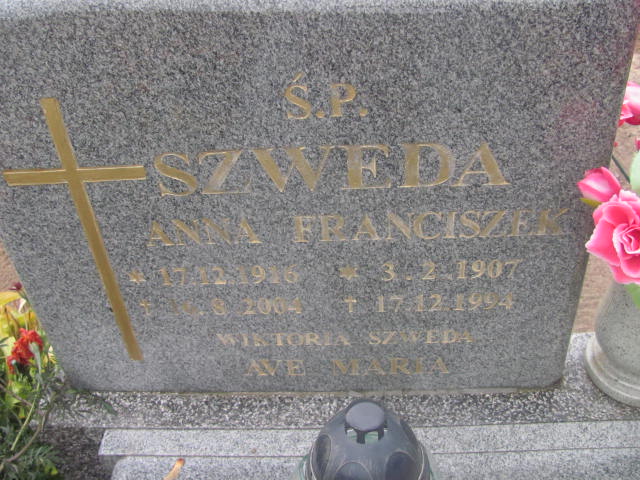 Ś.P.
SZWEDA
ANNA FRANCISZEK
* 17.12.1916 * 3.2.1907
† 8.2004 † 17.12.1994
WIKTORIA SZWEDA
AVE MARIA